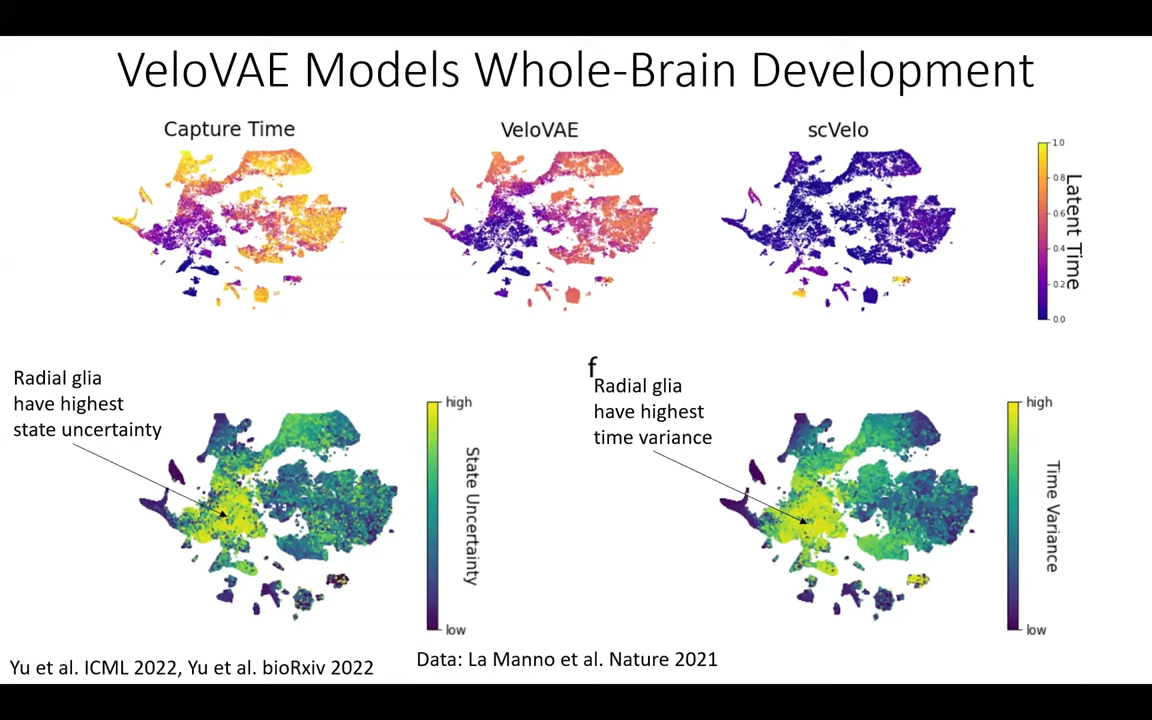 VeloVAE Models Whole-Brain Development
Capture Time
VeloVAE
scVelo
1.0
0.8
0.6
0.4
0.2
0.0
Latent Time
Radial glia
have highest
state uncertainty
high
low
State Uncertainty
f
Radial glia
have highest
time variance
high
low
Time Variance
Yu et al. ICML 2022, Yu et al. bioRxiv 2022
Data: La Manno et al. Nature 2021